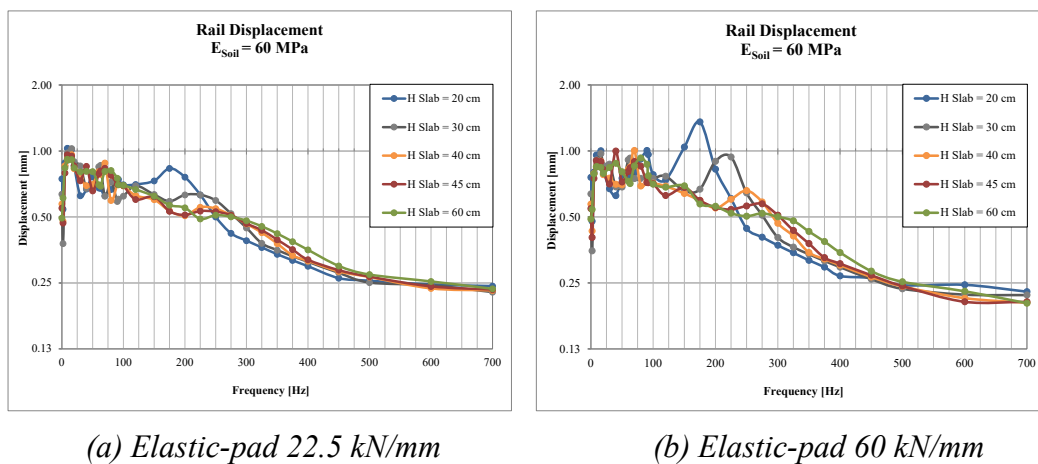 Rail Displacement
E_Soil = 60 MPa
Displacement [mm]
2.00
1.00
0.50
0.25
0.13
0
100
200
300
400
500
600
700
Frequency [Hz]
H Slab = 20 cm
H Slab = 30 cm
H Slab = 40 cm
H Slab = 45 cm
H Slab = 60 cm
(a) Elastic-pad 22.5 kN/mm
Rail Displacement
E_Soil = 60 MPa
Displacement [mm]
2.00
1.00
0.50
0.25
0.13
0
100
200
300
400
500
600
700
Frequency [Hz]
H Slab = 20 cm
H Slab = 30 cm
H Slab = 40 cm
H Slab = 45 cm
H Slab = 60 cm
(b) Elastic-pad 60 kN/mm